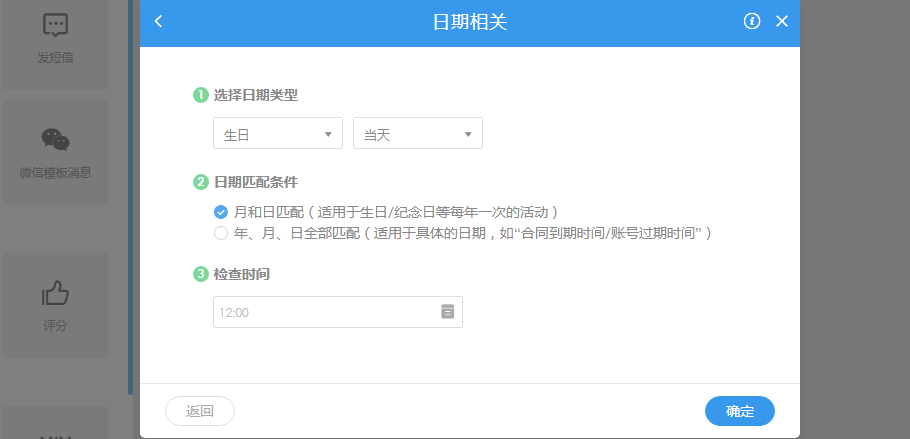 日期相关
发短信
微信模板消息
评分
1 选择日期类型
生日 当天
2 日期匹配条件
月和日匹配（适用于生日/纪念日等每年一次的活动）
年、月、日全部匹配（适用于具体的日期，如“合同到期时间/账号过期时间”）
3 检查时间
12:00
返回 确定